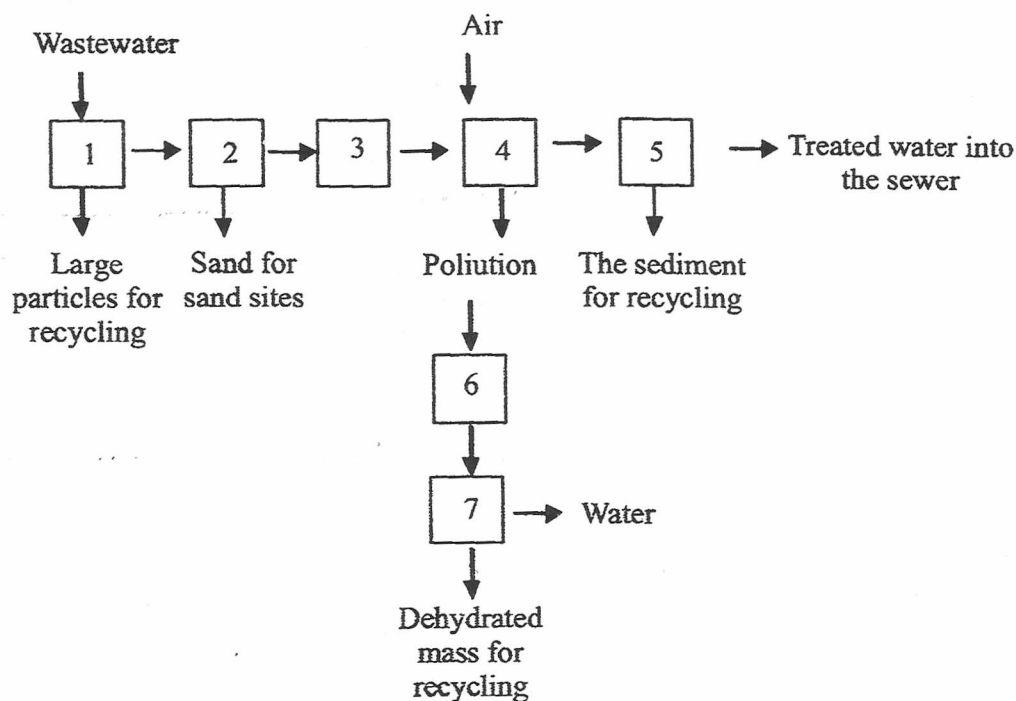 Air
Wastewater
1
2
3
4
5
Treated water into
the sewer
Large
particles for
recycling
Sand for
sand sites
Poliution
The sediment
for recycling
6
7
Water
Dehydrated
mass for
recycling